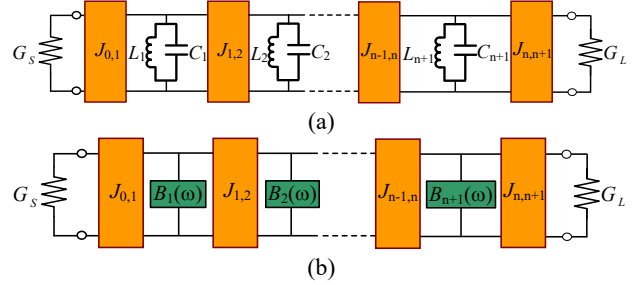 G_S J_{0,1} L_1 C_1 J_{1,2} L_2 C_2 J_{n-1,n} L_{n+1} C_{n+1} J_{n,n+1} G_L
(a)
G_S J_{0,1} B_1(ω) J_{1,2} B_2(ω) J_{n-1,n} B_{n+1}(ω) J_{n,n+1} G_L
(b)